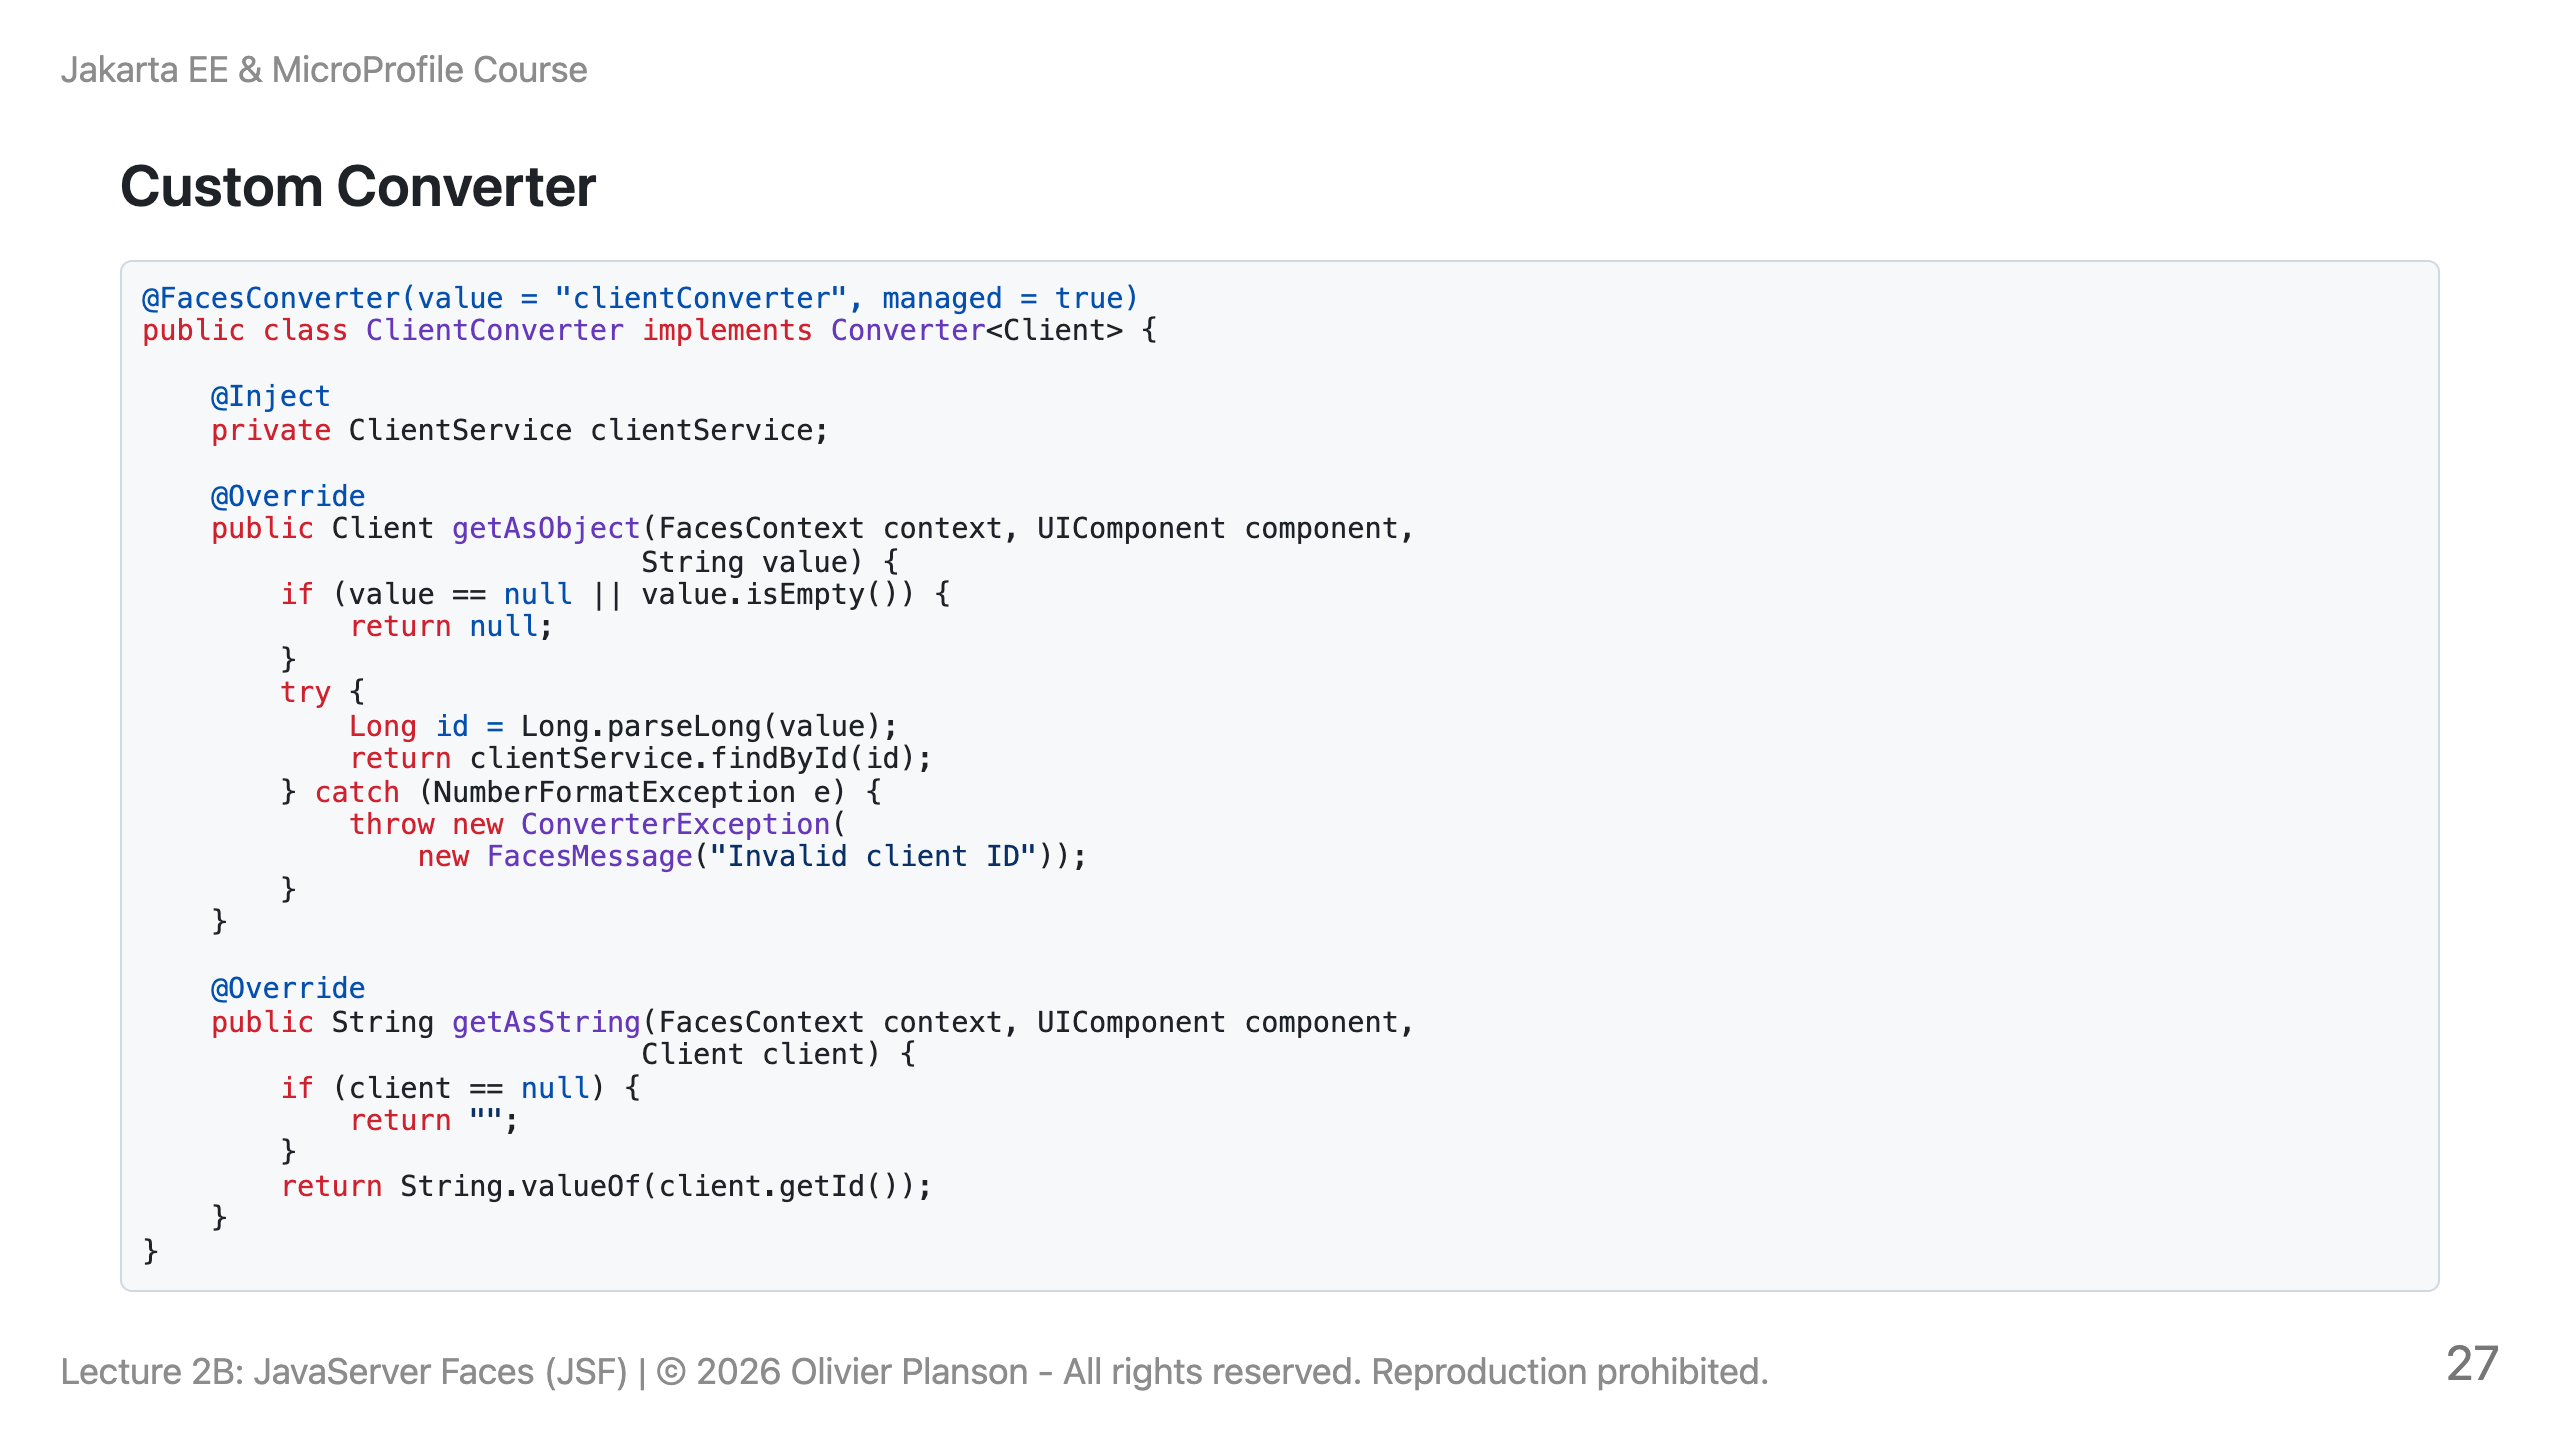 Jakarta EE & MicroProfile Course
Custom Converter
@FacesConverter(value = "clientConverter", managed = true)
public class ClientConverter implements Converter<Client> {

    @Inject
    private ClientService clientService;

    @Override
    public Client getAsObject(FacesContext context, UIComponent component,
                             String value) {
        if (value == null || value.isEmpty()) {
            return null;
        }
        try {
            Long id = Long.parseLong(value);
            return clientService.findById(id);
        } catch (NumberFormatException e) {
            throw new ConverterException(
                new FacesMessage("Invalid client ID"));
        }
    }

    @Override
    public String getAsString(FacesContext context, UIComponent component,
                             Client client) {
        if (client == null) {
            return "";
        }
        return String.valueOf(client.getId());
    }
}
Lecture 2B: JavaServer Faces (JSF) | © 2026 Olivier Planson - All rights reserved. Reproduction prohibited.
27